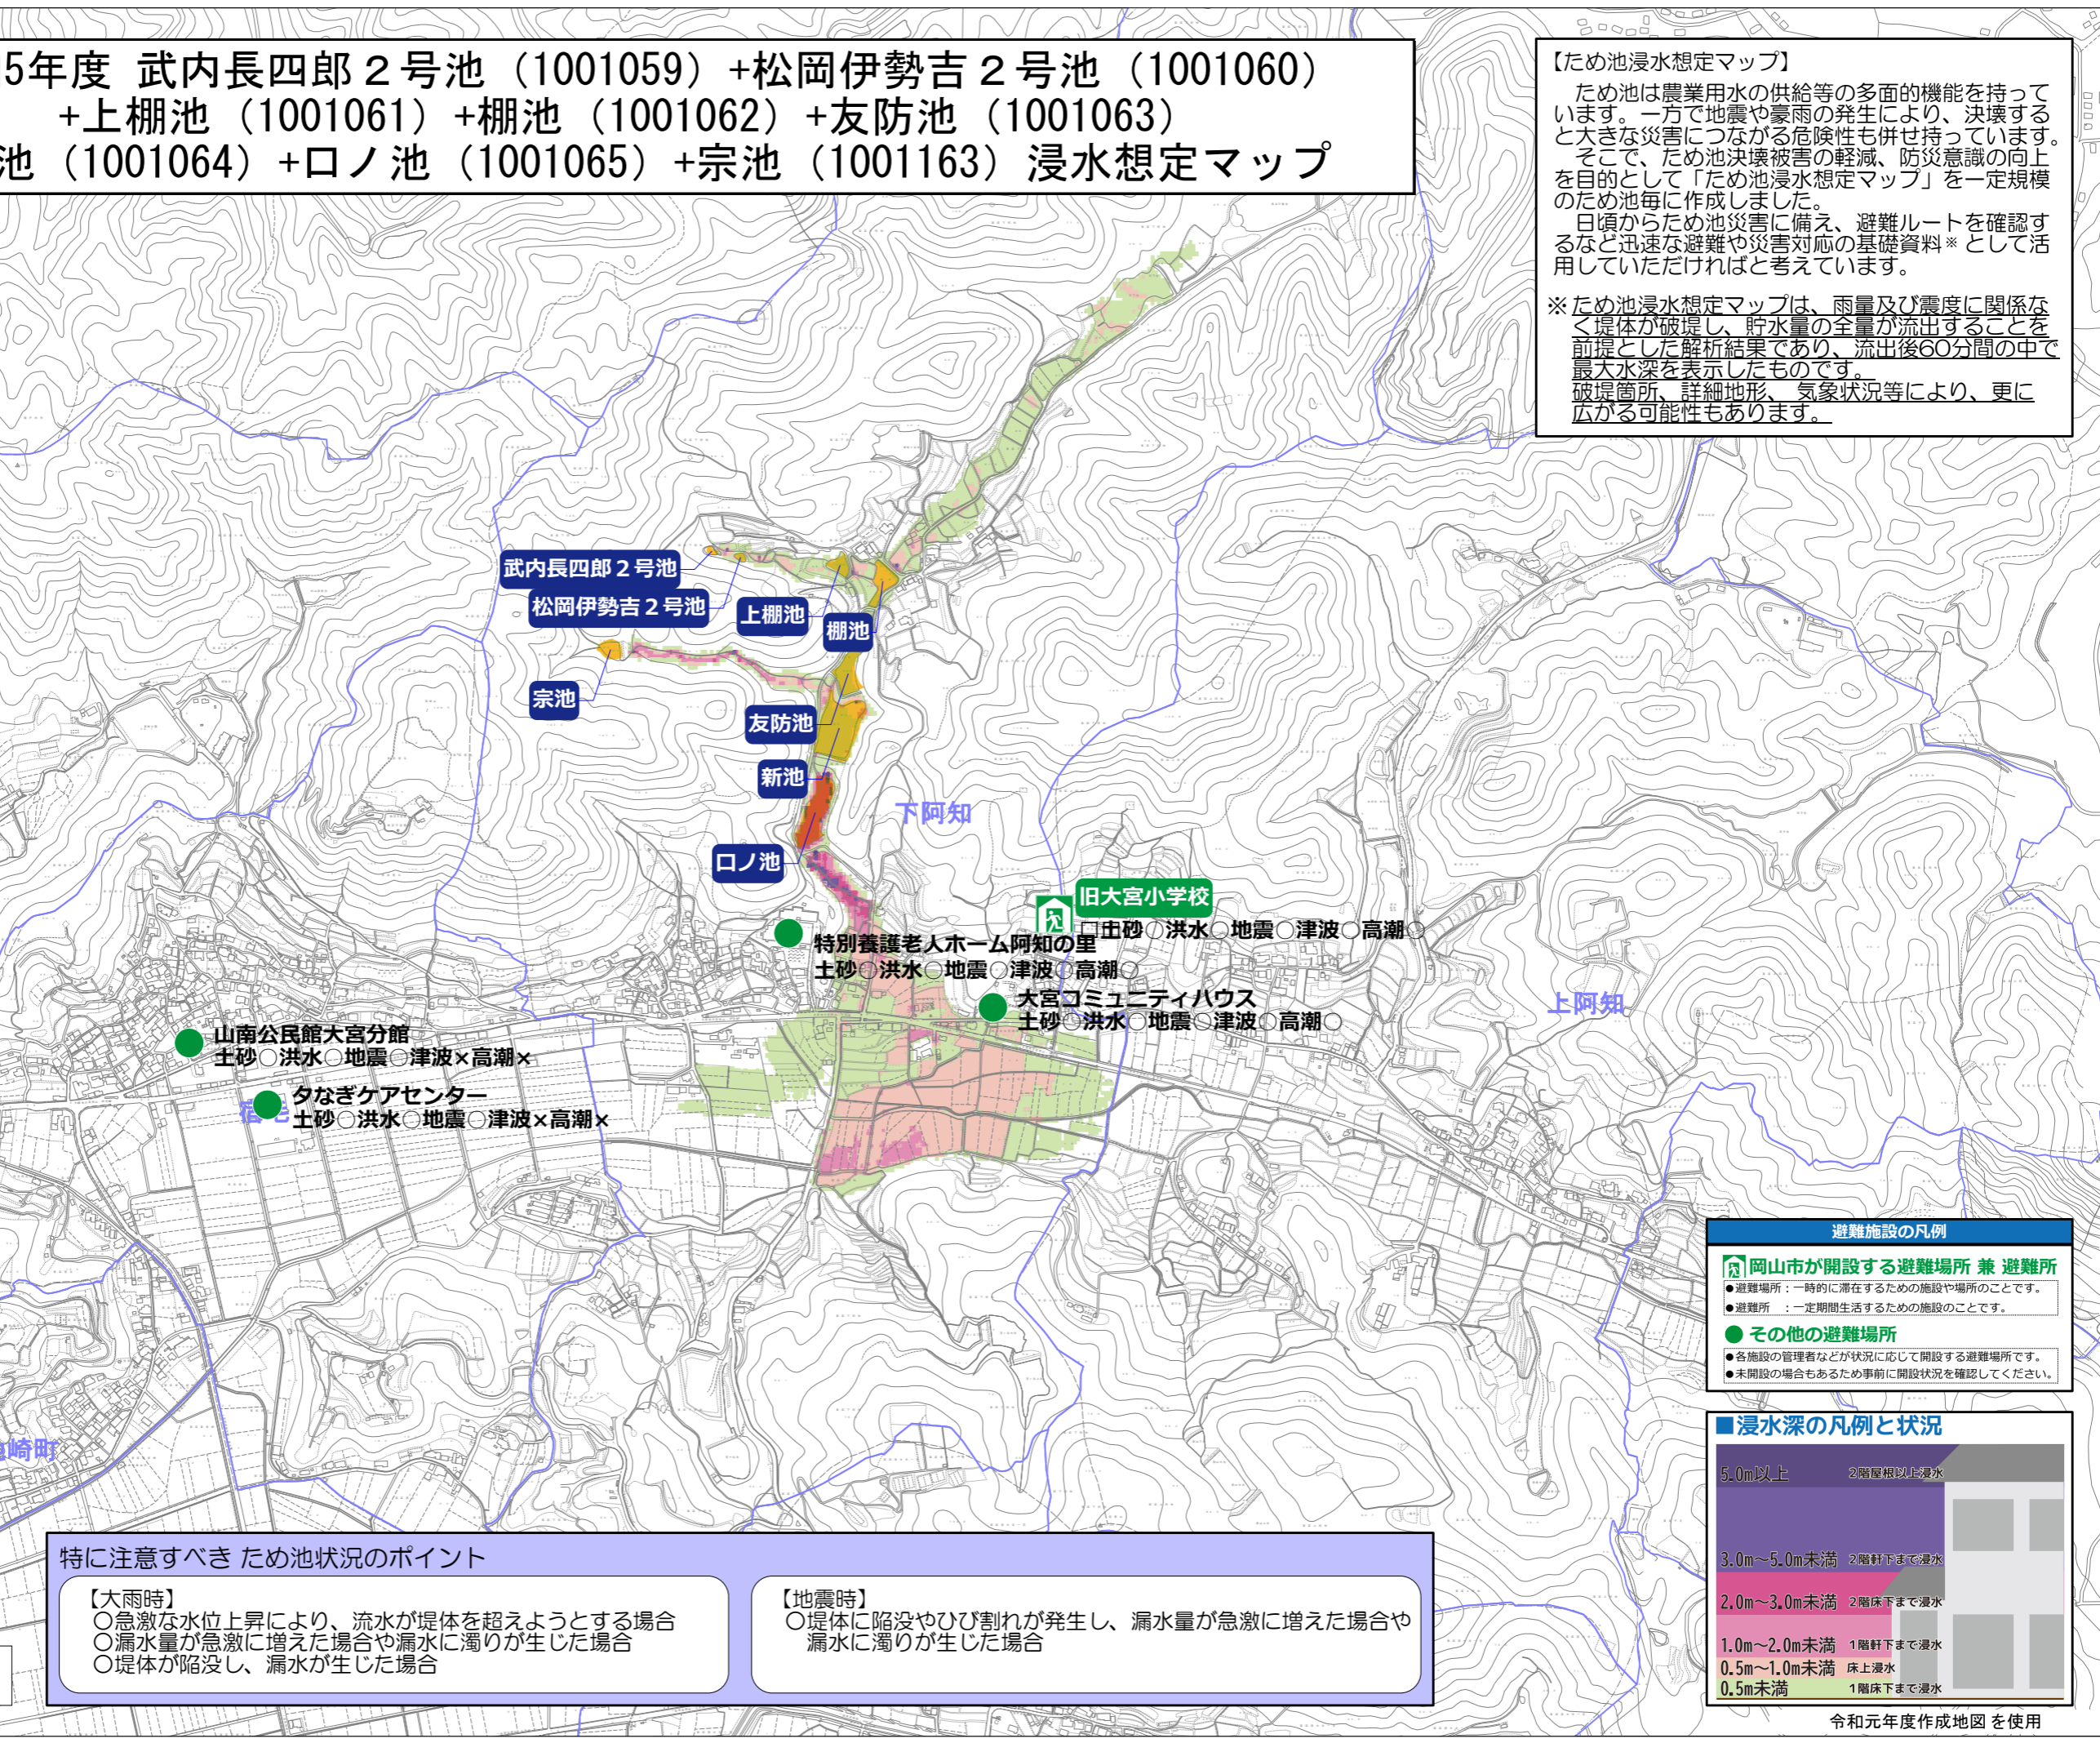 5年度 武内長四郎２号池（1001059）+松岡伊勢吉２号池（1001060）
+上棚池（1001061）+棚池（1001062）+友防池（1001063）
池（1001064）+口ノ池（1001065）+宗池（1001163）浸水想定マップ
【ため池浸水想定マップ】
ため池は農業用水の供給等の多面的機能を持って
います。一方で地震や豪雨の発生により、決壊する
と大きな災害につながる危険性も併せ持っています。
そこで、ため池決壊被害の軽減、防災意識の向上
を目的として「ため池浸水想定マップ」を一定規模
のため池毎に作成しました。
日頃からため池災害に備え、避難ルートを確認す
るなど迅速な避難や災害対応の基礎資料※として活
用していただければと考えています。
※ため池浸水想定マップは、雨量及び震度に関係な
く堤体が破堤し、貯水量の全量が流出することを
前提とした解析結果であり、流出後60分間の中で
最大水深を表示したものです。
破堤箇所、詳細地形、気象状況等により、更に
広がる可能性もあります。
武内長四郎２号池
松岡伊勢吉２号池
上棚池
棚池
宗池
友防池
新池
下阿知
口ノ池
旧大宮小学校
□土砂○洪水○地震○津波○高潮○
特別養護老人ホーム阿知の里
土砂○洪水○地震○津波○高潮○
大宮コミュニティハウス
土砂○洪水○地震○津波○高潮○
上阿知
山南公民館大宮分館
土砂○洪水○地震○津波×高潮×
夕なぎケアセンター
土砂○洪水○地震○津波×高潮×
崎町
避難施設の凡例
岡山市が開設する避難場所 兼 避難所
●避難場所：一時的に滞在するための施設や場所のことです。
●避難所　：一定期間生活するための施設のことです。
● その他の避難場所
●各施設の管理者などが状況に応じて開設する避難場所です。
●未開設の場合もあるため事前に開設状況を確認してください。
■浸水深の凡例と状況
5.0m以上 2階屋根以上浸水
3.0m～5.0m未満 2階軒下まで浸水
2.0m～3.0m未満 2階床下まで浸水
1.0m～2.0m未満 1階軒下まで浸水
0.5m～1.0m未満 床上浸水
0.5m未満 1階床下まで浸水
令和元年度作成地図を使用
特に注意すべき ため池状況のポイント
【大雨時】
○急激な水位上昇により、流水が堤体を超えようとする場合
○漏水量が急激に増えた場合や漏水に濁りが生じた場合
○堤体が陥没し、漏水が生じた場合
【地震時】
○堤体に陥没やひび割れが発生し、漏水量が急激に増えた場合や
漏水に濁りが生じた場合